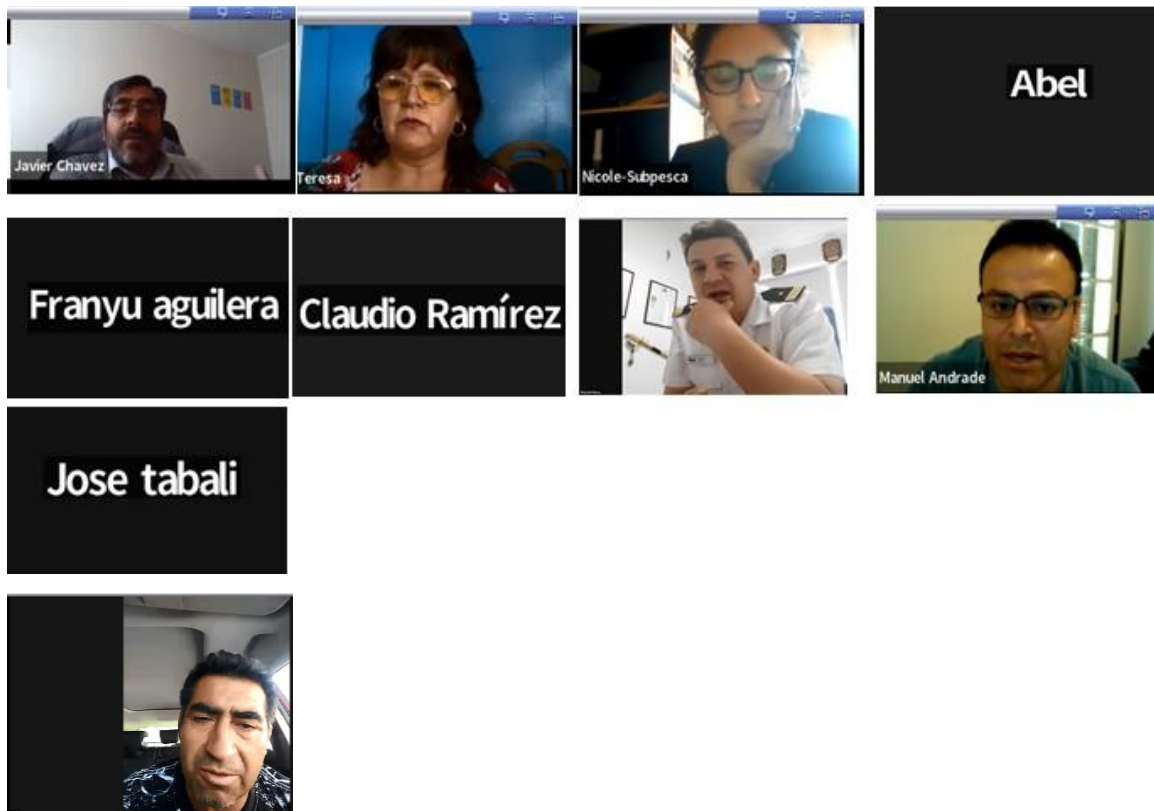 Javier Chavez
Teresa
Nicole-Subpesca
Abel
Franyu aguilera
Claudio Ramírez
Manuel Andrade
Jose tabali